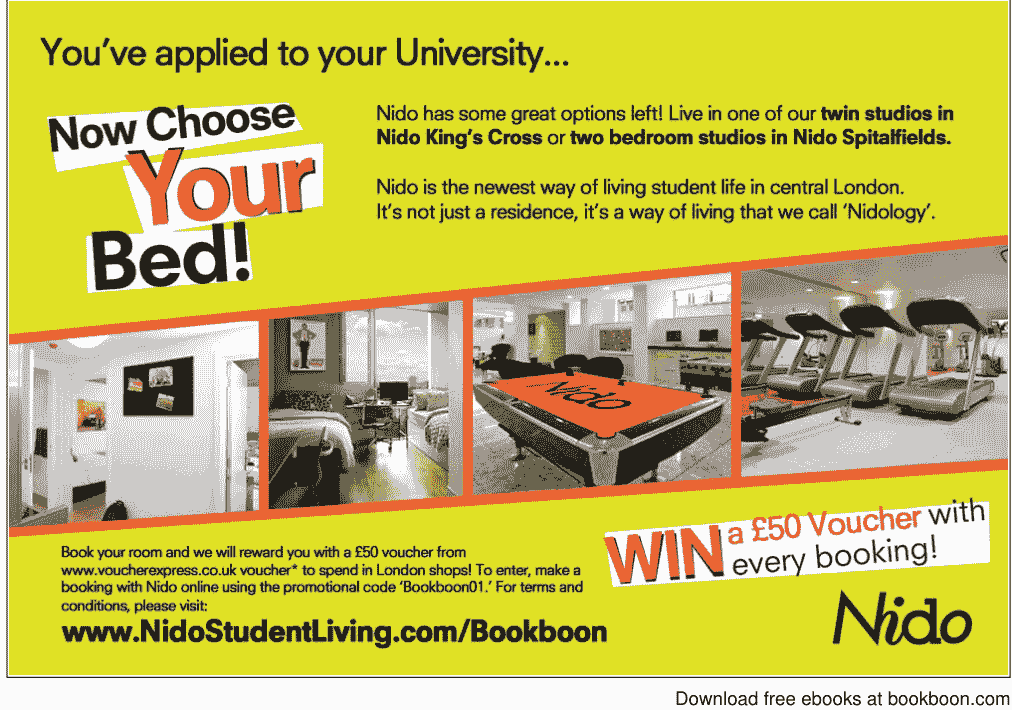 You've applied to your University...
Now Choose
Your
Bed!
Nido has some great options left! Live in one of our twin studios in
Nido King's Cross or two bedroom studios in Nido Spitalfields.
Nido is the newest way of living student life in central London.
It's not just a residence, it's a way of living that we call 'Nidology'.
Nido
Book your room and we will reward you with a £50 voucher from
www.voucherexpress.co.uk voucher* to spend in London shops! To enter, make a
booking with Nido online using the promotional code 'Bookboon01.' For terms and
conditions, please visit:
www.NidoStudentLiving.com/Bookboon
WIN a £50 Voucher with
every booking!
Nido
Download free ebooks at bookboon.com